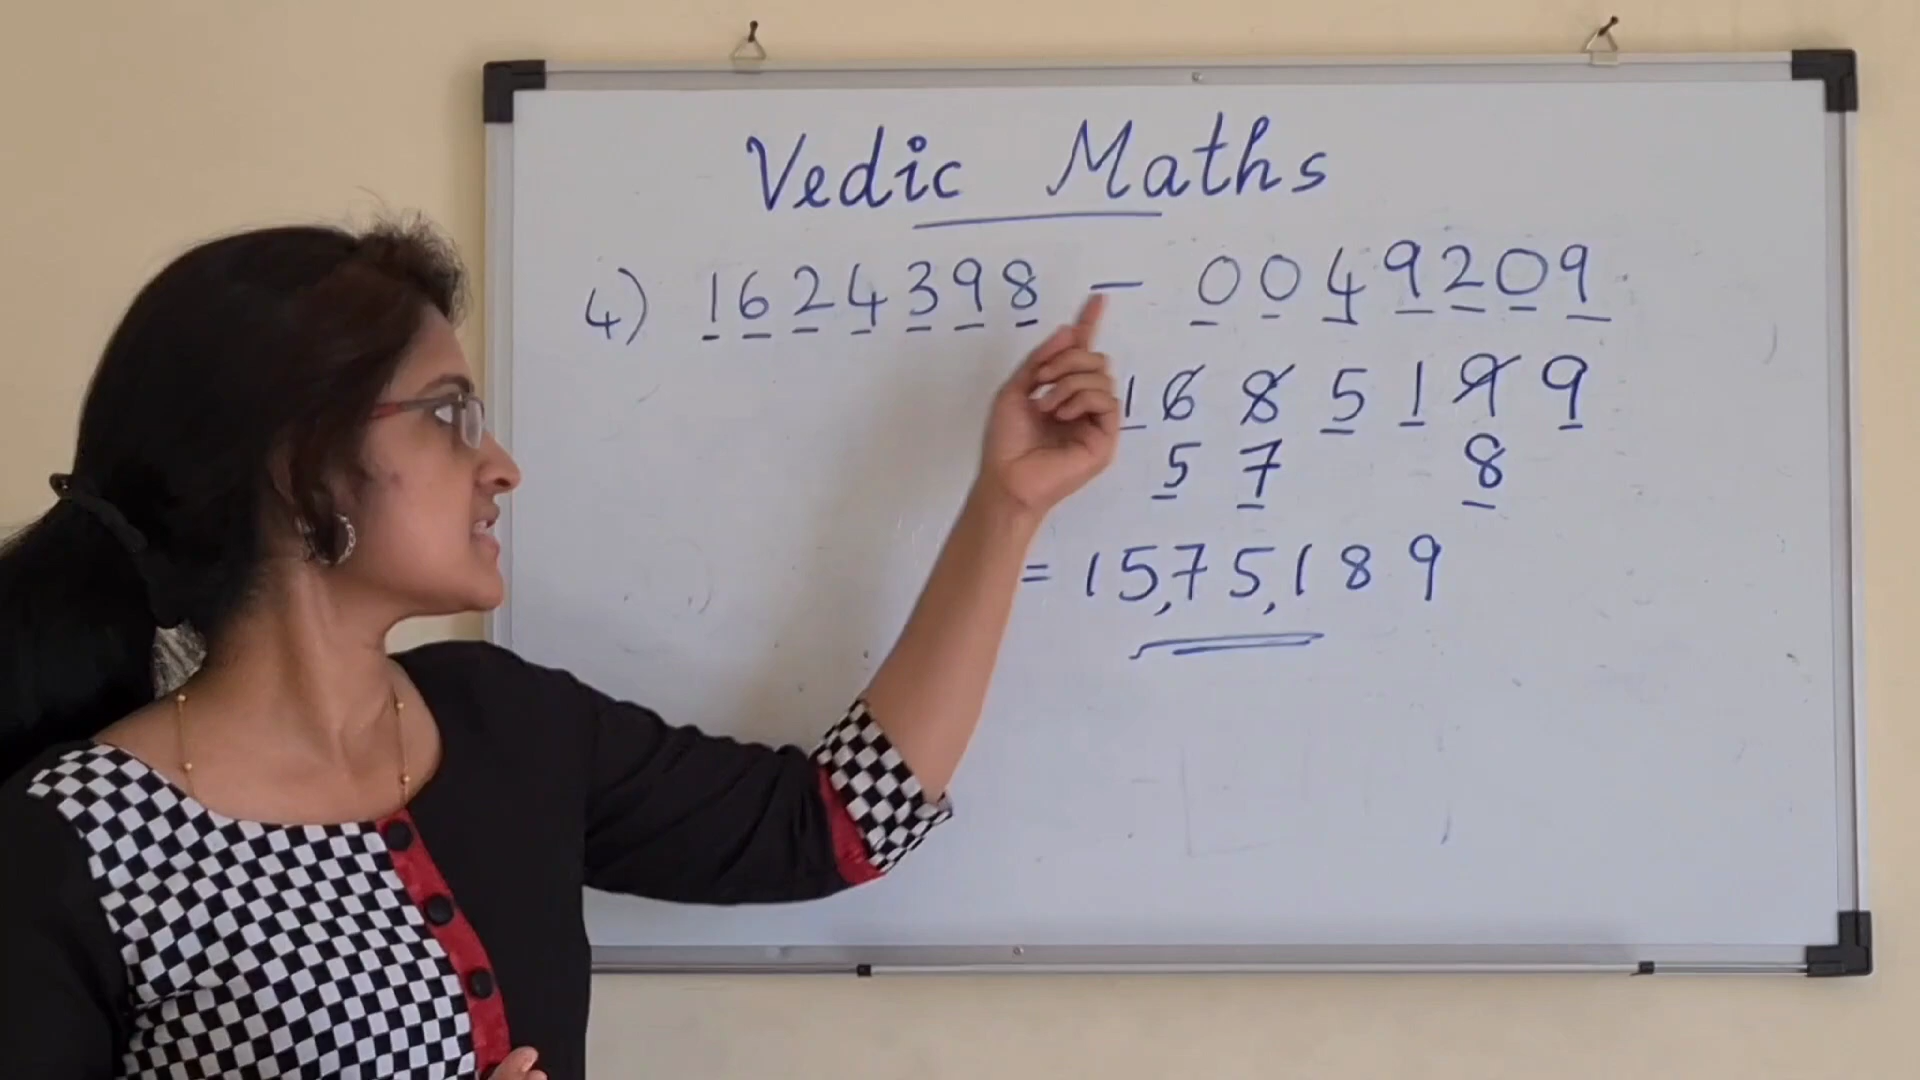 Vedic Maths
4) 1624398 - 0049209
1685199
57 8
= 15,75,189